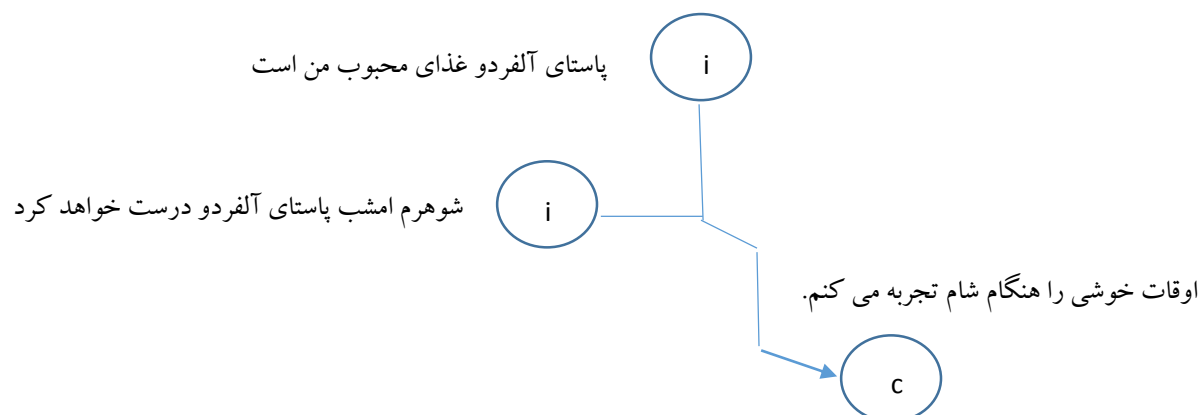 پاستای آلفردو غذای محبوب من است
i
شوهرم امشب پاستای آلفردو درست خواهد کرد
i
اوقات خوشی را هنگام شام تجربه می کنم.
c